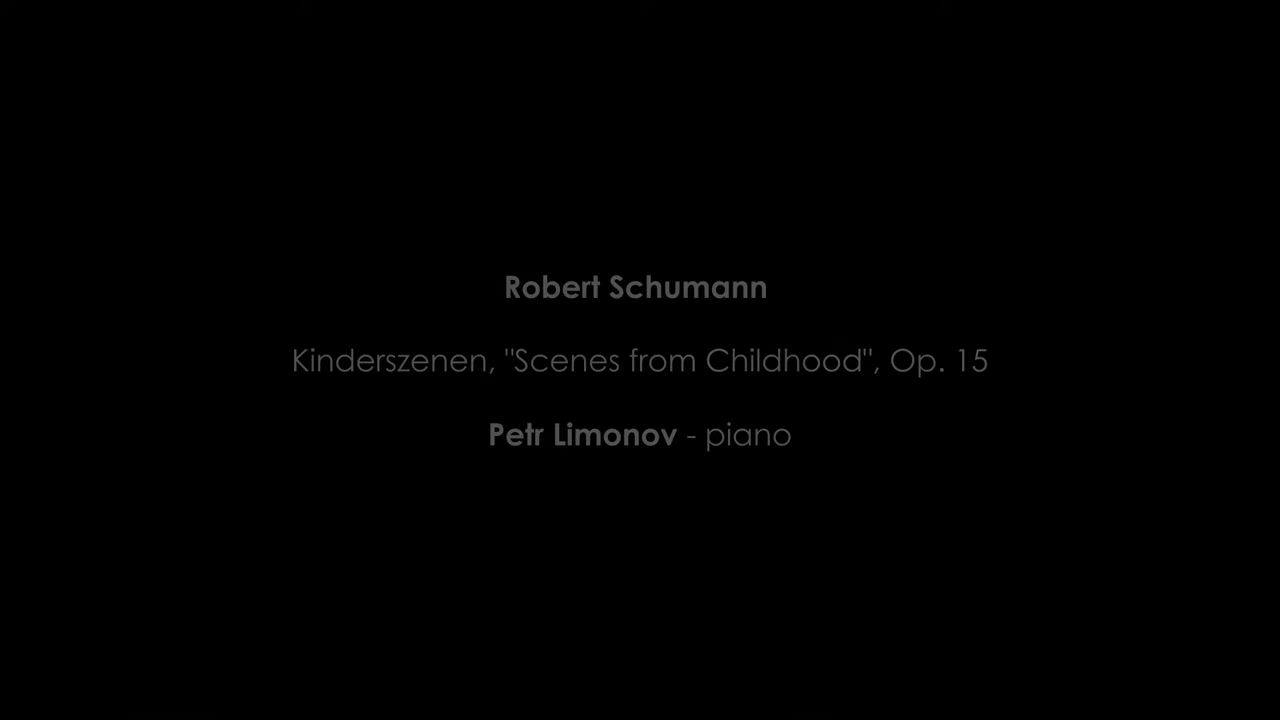 Robert Schumann
Kinderszenen, "Scenes from Childhood", Op. 15
Petr Limonov - piano